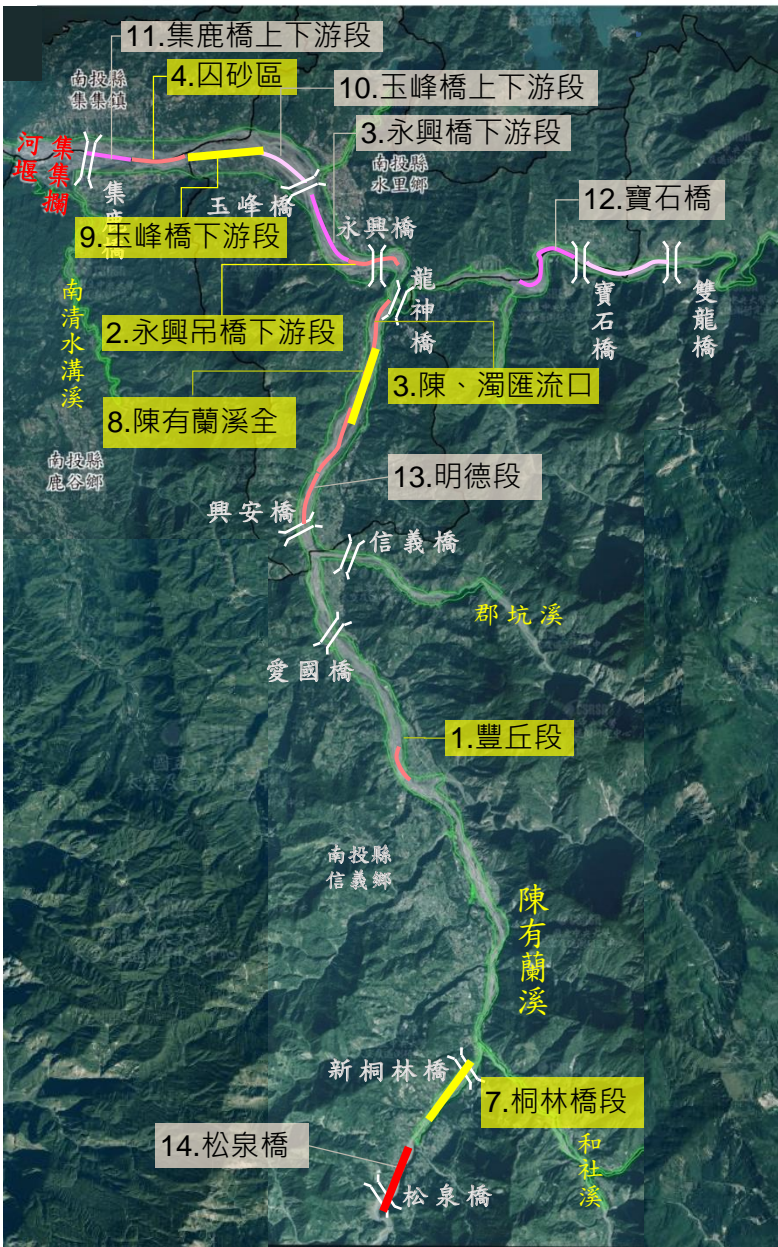 11.集鹿橋上下游段
4.囚砂區
10.玉峰橋上下游段
南投縣
集集鎮
3.永興橋下游段
集集攔
河堰
南投縣
水里鄉
12.寶石橋
集鹿橋
玉峰橋
9.玉峰橋下游段
永興橋
龍神橋
寶石橋
雙龍橋
南清水溝溪
2.永興吊橋下游段
3.陳、濁匯流口
8.陳有蘭溪全
南投縣
鹿谷鄉
13.明德段
興安橋
信義橋
郡坑溪
愛國橋
1.豐丘段
南投縣
信義鄉
陳有蘭溪
新桐林橋
7.桐林橋段
14.松泉橋
和社溪
松泉橋